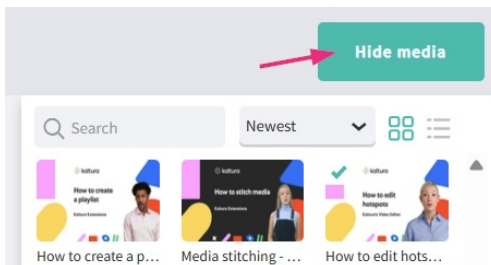 Hide media
Search
Newest
kaltura
How to create
a playlist
Kaltura Extensions
kaltura
How to stitch media
Kaltura Extensions
kaltura
How to edit
hotspots
Kaltura's Video Editor
How to create a p...
Media stitching - ...
How to edit hots...